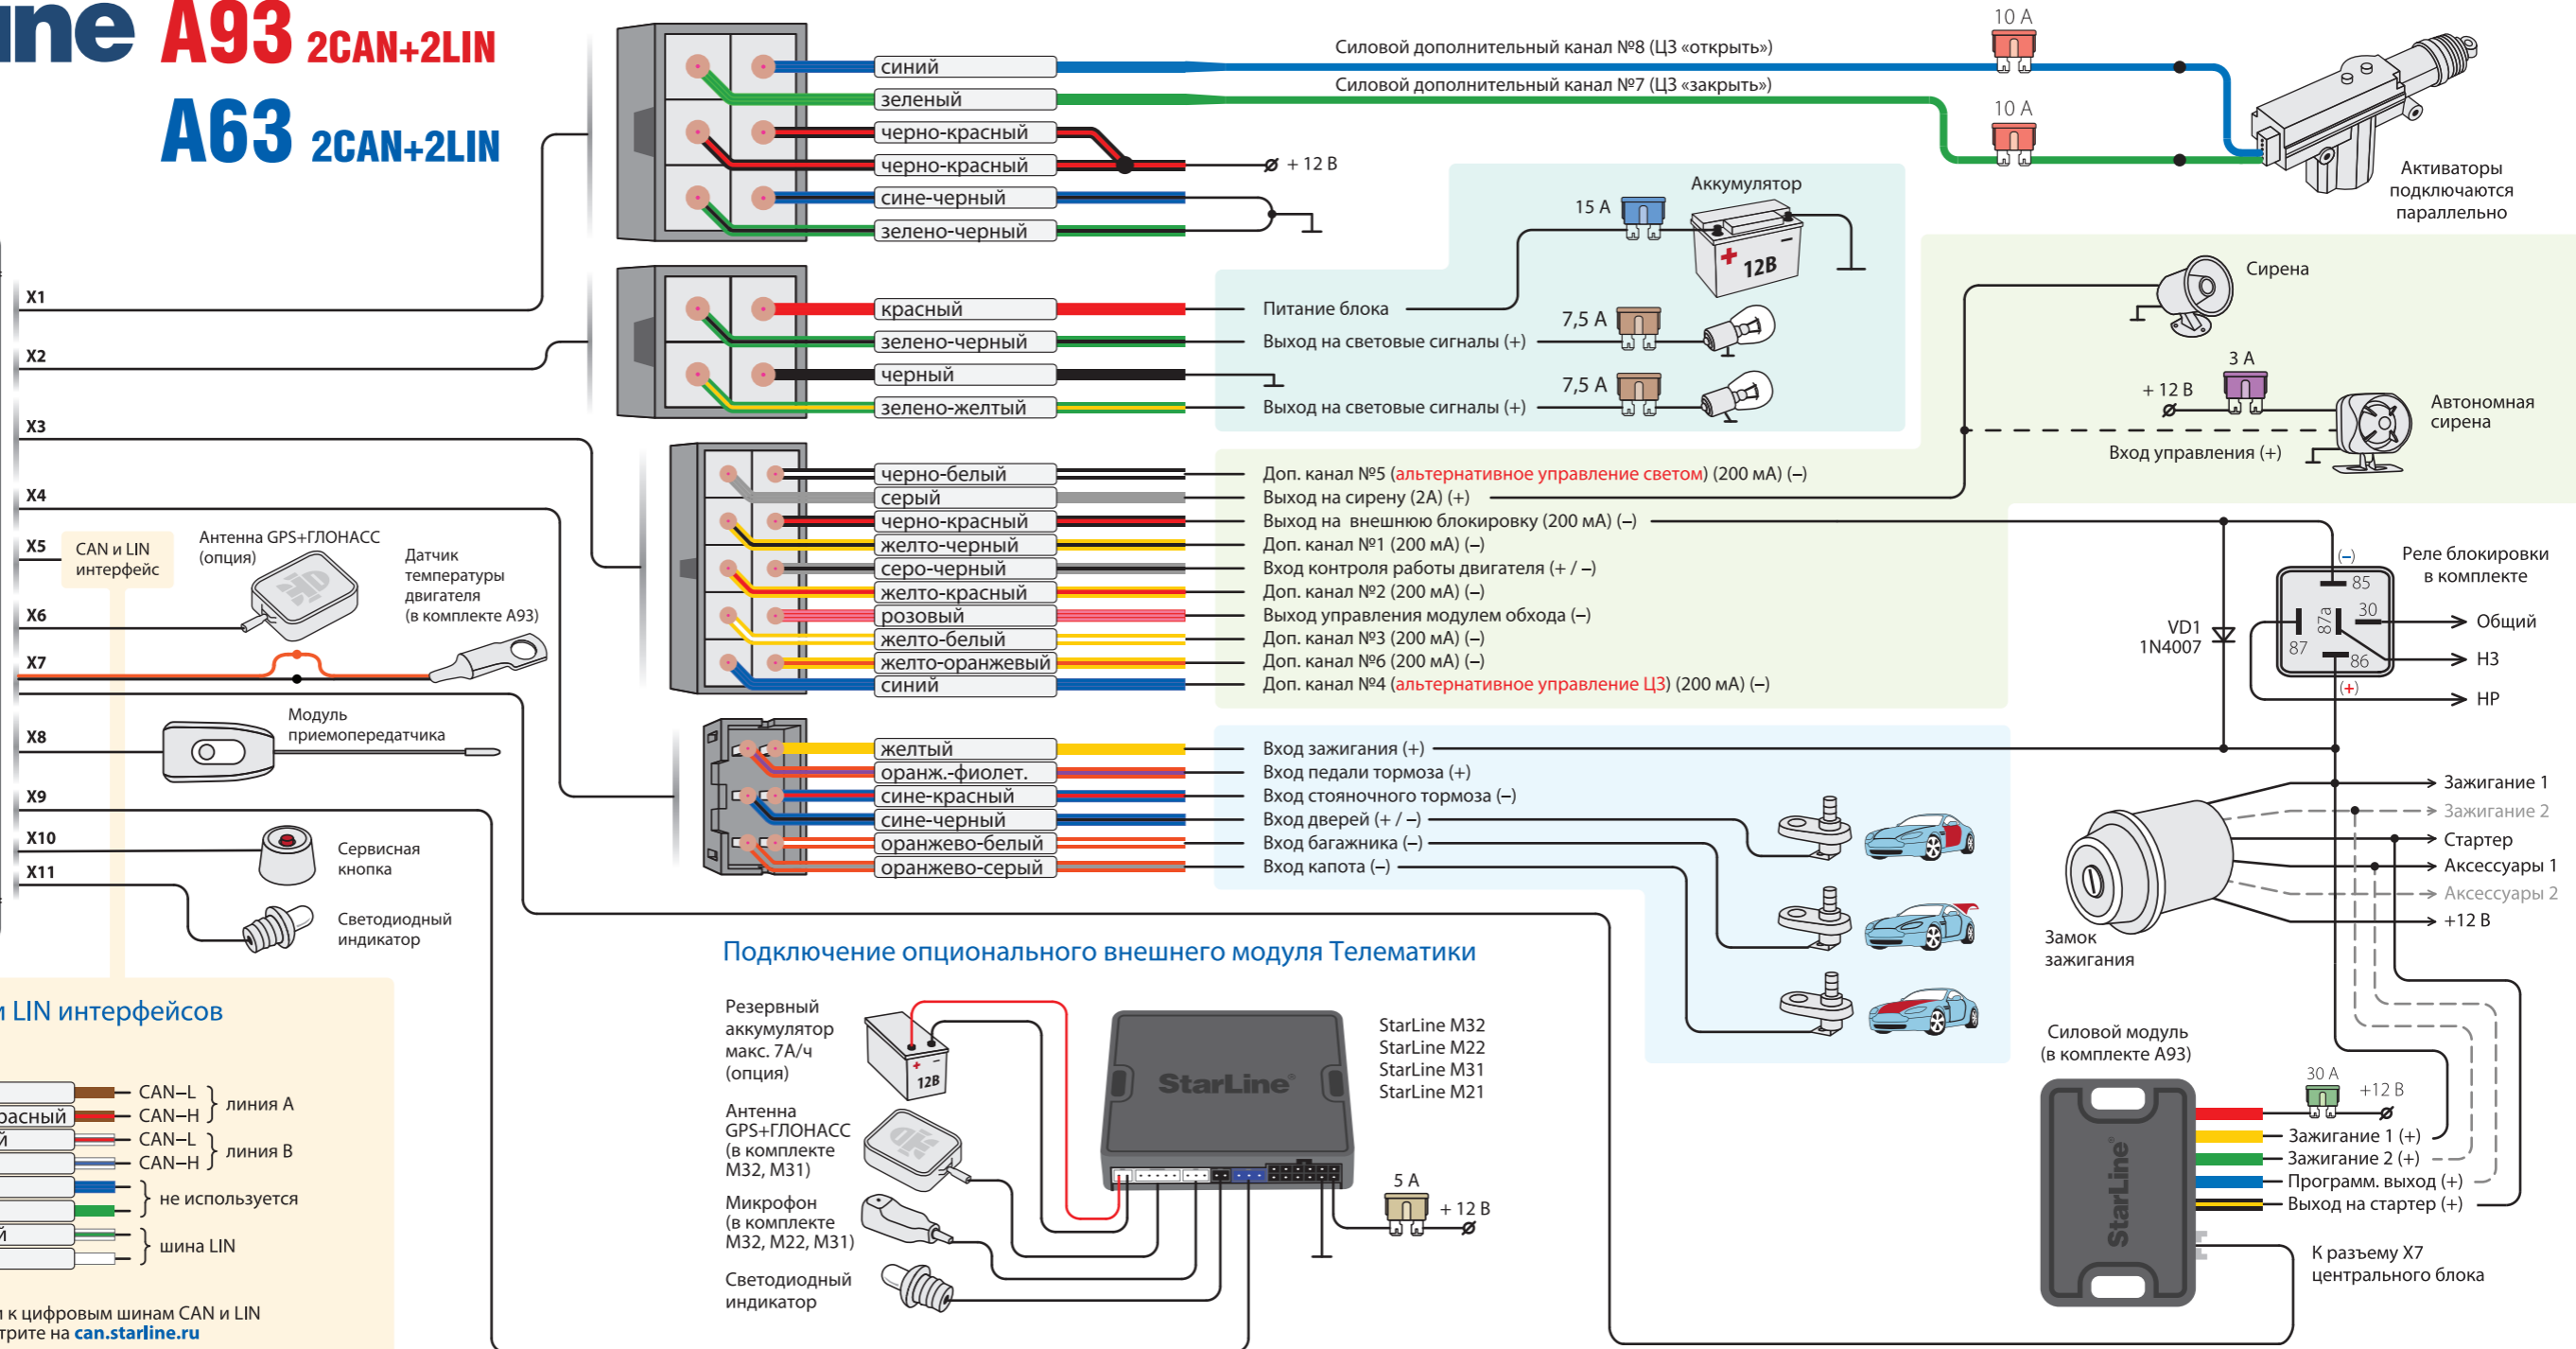 ine A93 2CAN+2LIN
A63 2CAN+2LIN
синий
зеленый
черно-красный
черно-красный
сине-черный
зелено-черный
Силовой дополнительный канал №8 (ЦЗ «открыть»)
Силовой дополнительный канал №7 (ЦЗ «закрыть»)
10 А
10 А
+ 12 В
Активаторы
подключаются
параллельно
X1
X2
X3
X4
X5
CAN и LIN
интерфейс
X6
X7
X8
X9
X10
X11
Антенна GPS+ГЛОНАСС
(опция)
Датчик
температуры
двигателя
(в комплекте А93)
Модуль
приемопередатчика
Сервисная
кнопка
Светодиодный
индикатор
красный
зелено-черный
черный
зелено-желтый
Питание блока
Выход на световые сигналы (+)
Выход на световые сигналы (+)
Аккумулятор
15 А
+
–
12В
7,5 А
7,5 А
Сирена
3 А
+ 12 В
Автономная
сирена
Вход управления (+)
черно-белый
серый
черно-красный
желто-черный
серо-черный
желто-красный
розовый
желто-белый
желто-оранжевый
синий
Доп. канал №5 (альтернативное управление светом) (200 мА) (–)
Выход на сирену (2А) (+)
Выход на внешнюю блокировку (200 мА) (–)
Доп. канал №1 (200 мА) (–)
Вход контроля работы двигателя (+ / –)
Доп. канал №2 (200 мА) (–)
Выход управления модулем обхода (–)
Доп. канал №3 (200 мА) (–)
Доп. канал №6 (200 мА) (–)
Доп. канал №4 (альтернативное управление ЦЗ) (200 мА) (–)
VD1
1N4007
(–)
85
30
87a
87
86
(+)
Реле блокировки
в комплекте
Общий
НЗ
НР
желтый
оранж.-фиолет.
сине-красный
сине-черный
оранжево-белый
оранжево-серый
Вход зажигания (+)
Вход педали тормоза (+)
Вход стояночного тормоза (–)
Вход дверей (+ / –)
Вход багажника (–)
Вход капота (–)
Замок
зажигания
Зажигание 1
Зажигание 2
Стартер
Аксессуары 1
Аксессуары 2
+12 В
и LIN интерфейсов
CAN–L
расный
CAN–H
линия А
й
CAN–L
CAN–H
линия В
не используется
й
шина LIN
и к цифровым шинам CAN и LIN
трите на can.starline.ru
Подключение опционального внешнего модуля Телематики
Резервный
аккумулятор
макс. 7А/ч
(опция)
+
–
12В
Антенна
GPS+ГЛОНАСС
(в комплекте
М32, М31)
Микрофон
(в комплекте
М32, М22, М31)
Светодиодный
индикатор
StarLine®
StarLine M32
StarLine M22
StarLine M31
StarLine M21
5 А
+ 12 В
Силовой модуль
(в комплекте А93)
StarLine®
30 А
+12 В
Зажигание 1 (+)
Зажигание 2 (+)
Программ. выход (+)
Выход на стартер (+)
К разъему X7
центрального блока